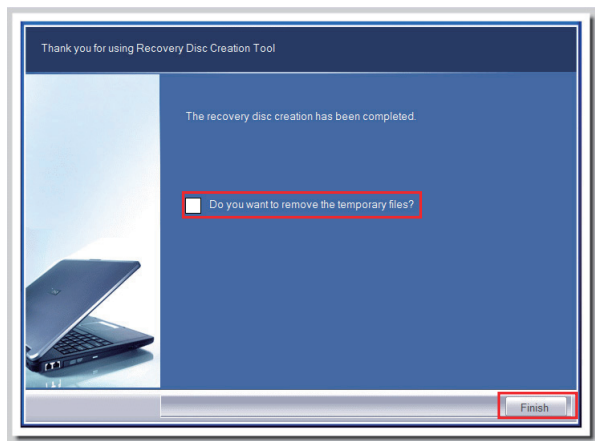 Thank you for using Recovery Disc Creation Tool
The recovery disc creation has been completed.
Do you want to remove the temporary files?
Finish